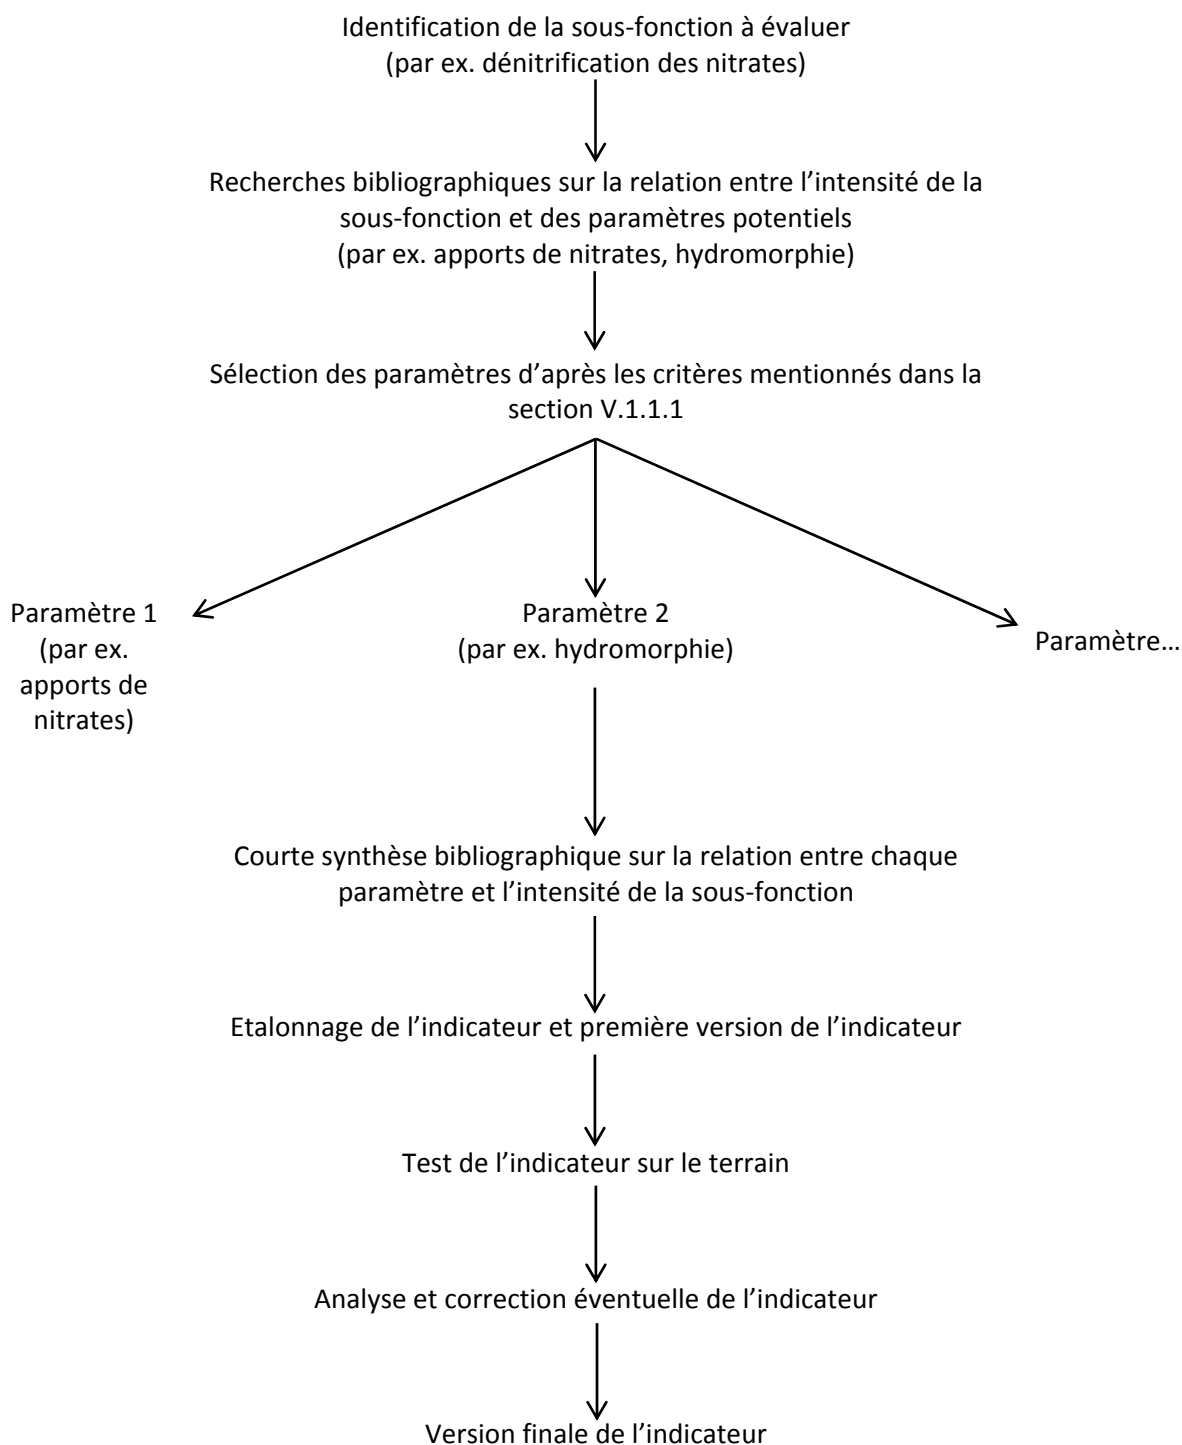 Identification de la sous-fonction à évaluer
(par ex. dénitrification des nitrates)
Recherches bibliographiques sur la relation entre l’intensité de la
sous-fonction et des paramètres potentiels
(par ex. apports de nitrates, hydromorphie)
Sélection des paramètres d’après les critères mentionnés dans la
section V.1.1.1
Paramètre 1
(par ex.
apports de
nitrates)
Paramètre 2
(par ex. hydromorphie)
Paramètre…
Courte synthèse bibliographique sur la relation entre chaque
paramètre et l’intensité de la sous-fonction
Etalonnage de l’indicateur et première version de l’indicateur
Test de l’indicateur sur le terrain
Analyse et correction éventuelle de l’indicateur
Version finale de l’indicateur